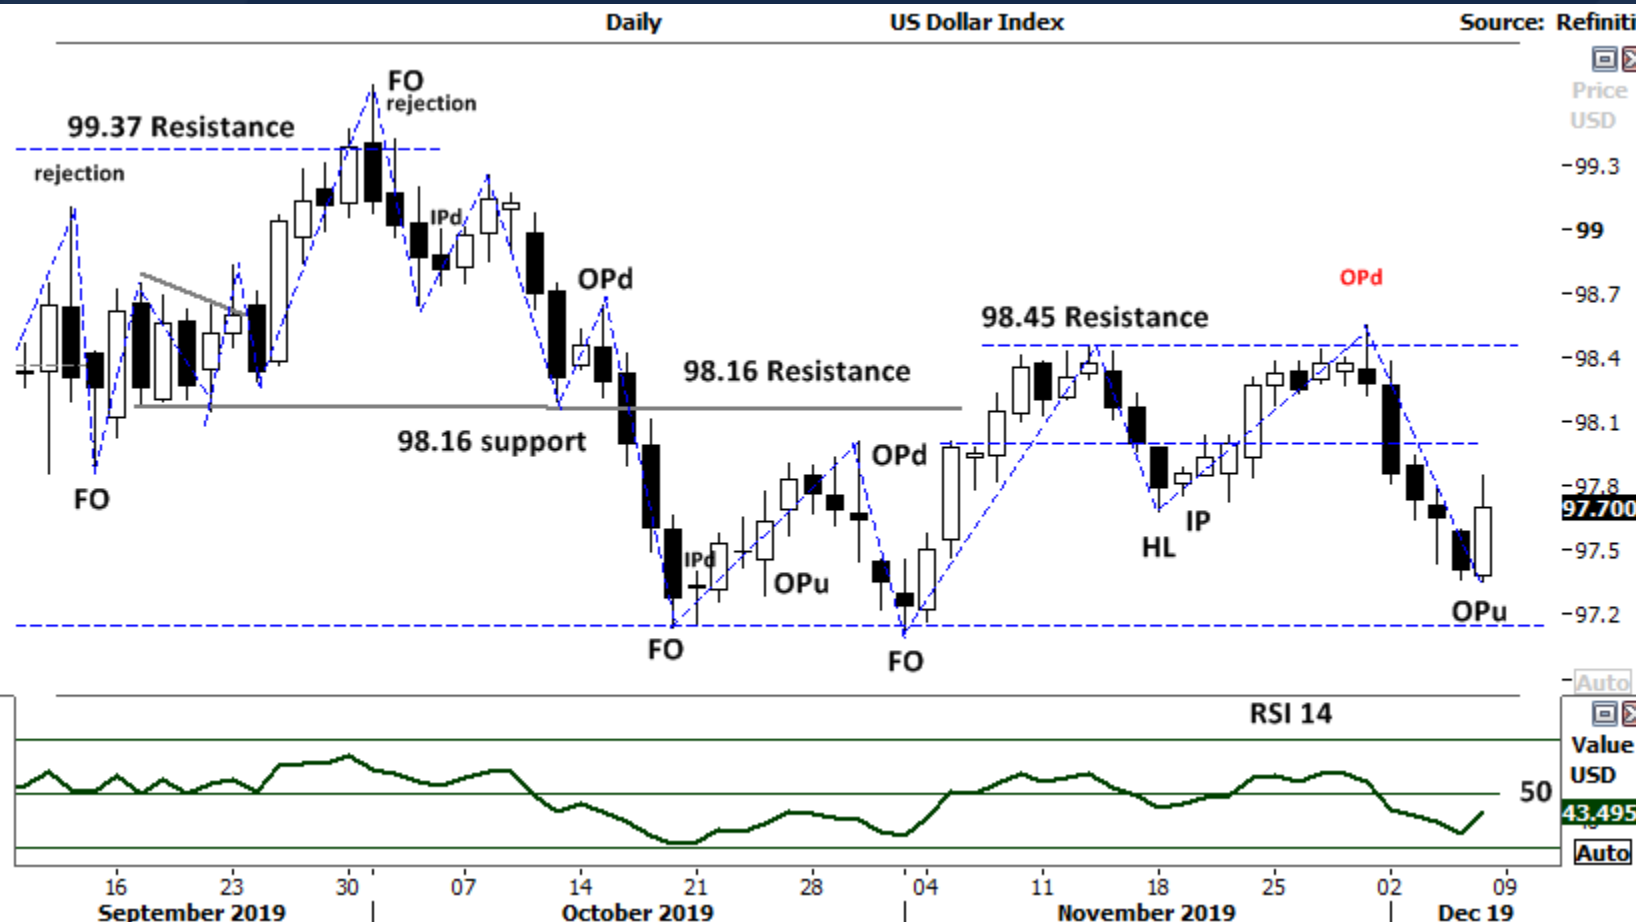 Daily US Dollar Index Source: Refiniti
Price
USD
FO
rejection
99.37 Resistance
rejection
99.3
IPd
99
OPd
OPd
98.7
98.45 Resistance
98.4
98.16 Resistance
98.1
98.16 support
OPd
FO
97.8
97.700
IP
HL
97.5
IPd
OPu
OPu
97.2
FO
FO
Auto
RSI 14
Value
USD
50
43.495
Auto
16 23 30 07 14 21 28 04 11 18 25 02 09
September 2019 October 2019 November 2019 Dec 19